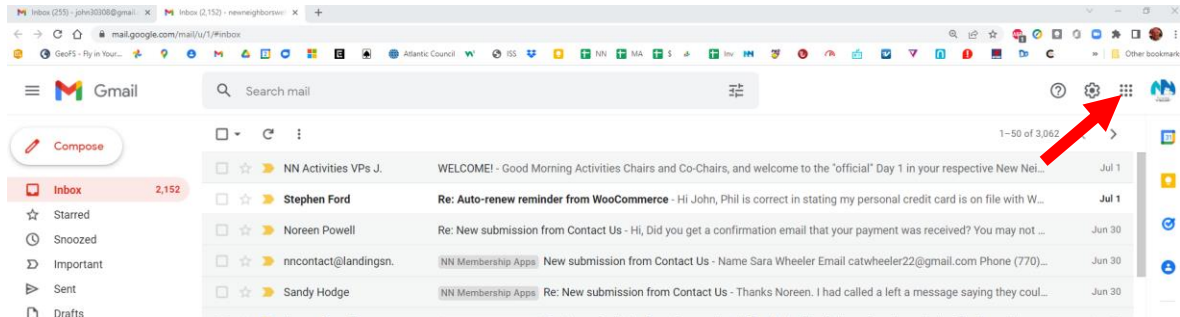 Inbox (255) - john30308@gmail.
Inbox (2,152) - newneighborswe
mail.google.com/mail/u/1/#inbox
GeoFS - Fly in Your...
Atlantic Council
ISS
NN
MA
S
Inv
Other bookmark
Gmail
Search mail
Compose
1–50 of 3,062
Inbox 2,152
Starred
Snoozed
Important
Sent
Drafts
NN Activities VPs J. WELCOME! - Good Morning Activities Chairs and Co-Chairs, and welcome to the "official" Day 1 in your respective New Nei... Jul 1
Stephen Ford Re: Auto-renew reminder from WooCommerce - Hi John, Phil is correct in stating my personal credit card is on file with W... Jul 1
Noreen Powell Re: New submission from Contact Us - Hi, Did you get a confirmation email that your payment was received? You may not ... Jun 30
nncontact@landingsn. NN Membership Apps New submission from Contact Us - Name Sara Wheeler Email catwheeler22@gmail.com Phone (770)... Jun 30
Sandy Hodge NN Membership Apps Re: New submission from Contact Us - Thanks Noreen. I had called a left a message saying they coul... Jun 30